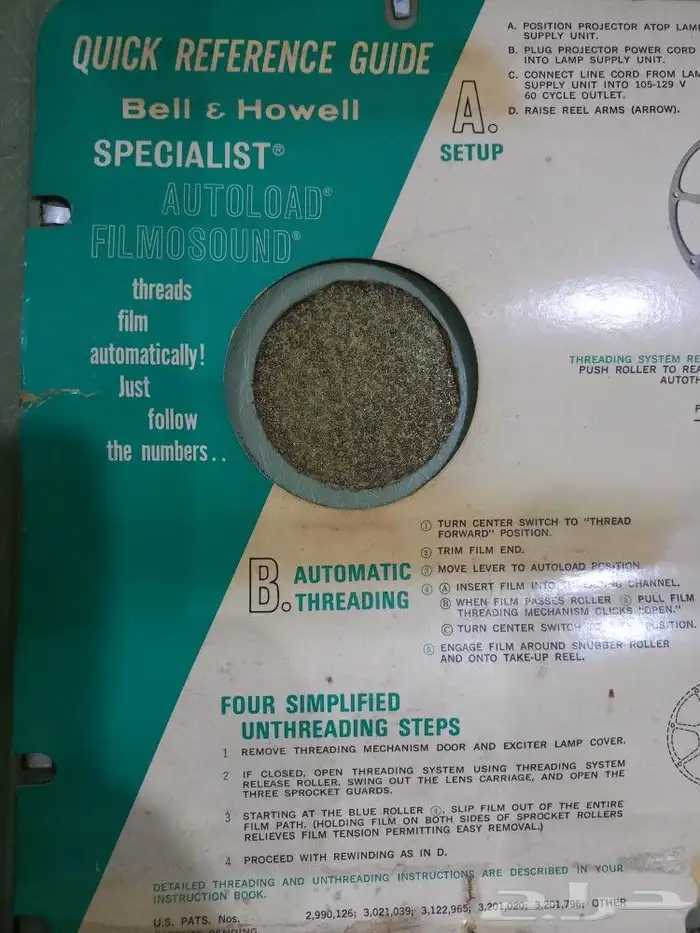 QUICK REFERENCE GUIDE
Bell & Howell
SPECIALIST®
AUTOLOAD®
FILMOSOUND®
threads
film
automatically!
Just
follow
the numbers..
A.
SETUP
A. POSITION PROJECTOR ATOP
SUPPLY UNIT.
B. PLUG PROJECTOR POWER CORD
INTO LAMP SUPPLY UNIT.
C. CONNECT LINE CORD FROM
SUPPLY UNIT INTO 105-129 V
60 CYCLE OUTLET.
D. RAISE REEL ARMS (ARROW).
THREADING SYSTEM
PUSH ROLLER TO
B. AUTOMATIC
THREADING
1 TURN CENTER SWITCH TO "THREAD
FORWARD" POSITION.
2 TRIM FILM END.
3 MOVE LEVER TO AUTOLOAD POSITION.
4 A INSERT FILM INTO CHANNEL.
B WHEN FILM PASSES ROLLER PULL FILM
THREADING MECHANISM CLICKS "OPEN."
C TURN CENTER SWITCH POSITION.
5 ENGAGE FILM AROUND SNUBBER ROLLER
AND ONTO TAKE-UP REEL.
FOUR SIMPLIFIED
UNTHREADING STEPS
1 REMOVE THREADING MECHANISM DOOR AND EXCITER LAMP COVER.
2 IF CLOSED, OPEN THREADING SYSTEM USING THREADING SYSTEM
RELEASE ROLLER. SWING OUT THE LENS CARRIAGE, AND OPEN THE
THREE SPROCKET GUARDS.
3 STARTING AT THE BLUE ROLLER 4, SLIP FILM OUT OF THE ENTIRE
FILM PATH. (HOLDING FILM ON BOTH SIDES OF SPROCKET ROLLERS
RELIEVES FILM TENSION PERMITTING EASY REMOVAL.)
4 PROCEED WITH REWINDING AS IN D.
DETAILED THREADING AND UNTHREADING INSTRUCTIONS ARE DESCRIBED IN YOUR
INSTRUCTION BOOK.
U.S. PATS. Nos. 2,990,126; 3,021,039; 3,122,965; 3,201,020; 3,201,796; OTHER
PENDING
حراج